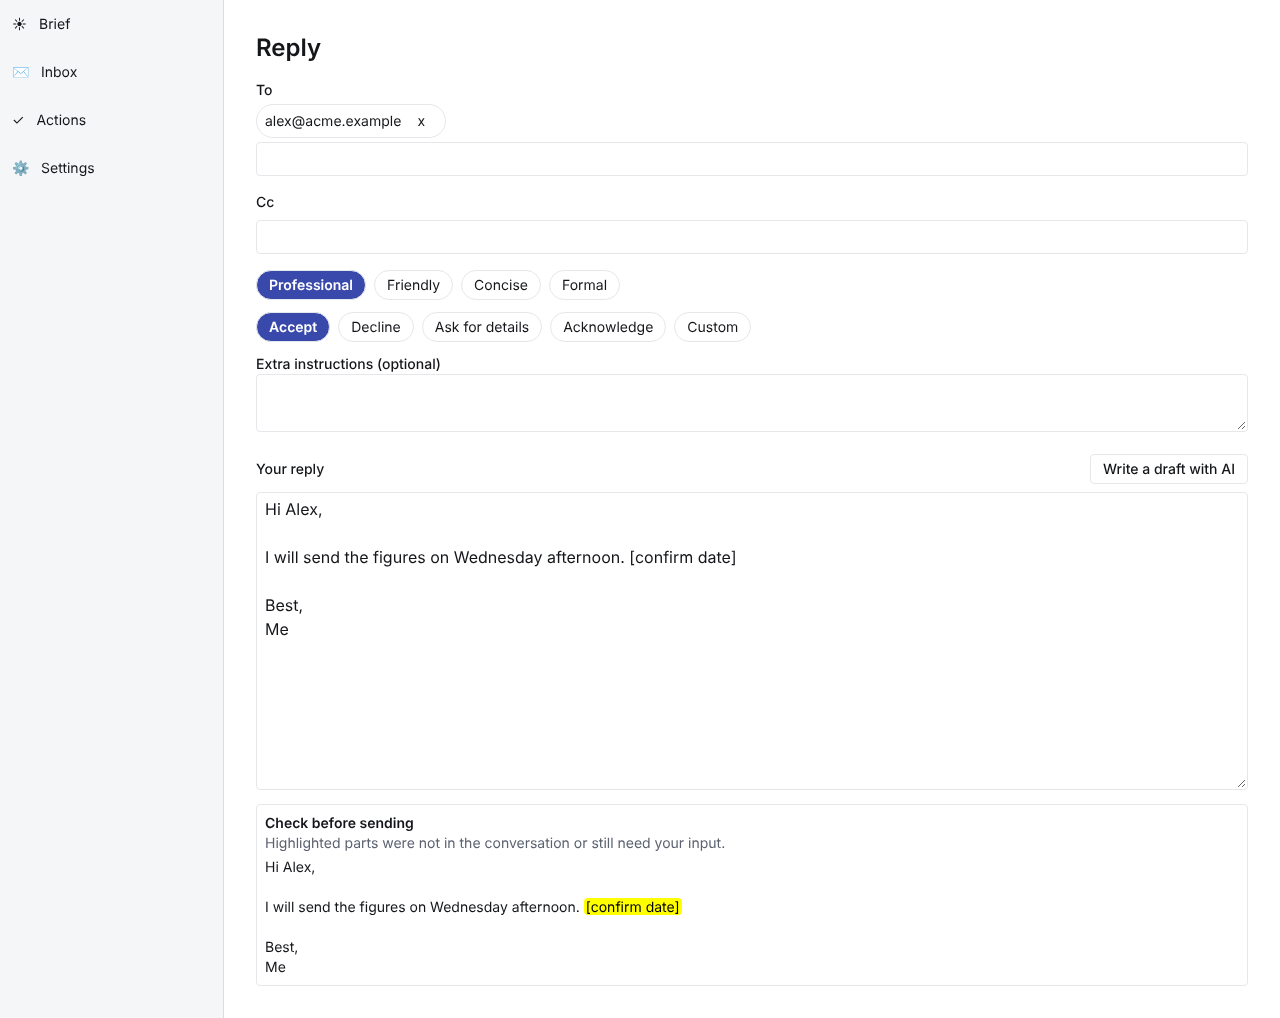 Brief
Inbox
Actions
Settings
Reply
To
alex@acme.example x
Cc
Professional Friendly Concise Formal
Accept Decline Ask for details Acknowledge Custom
Extra instructions (optional)
Your reply Write a draft with AI
Hi Alex,
I will send the figures on Wednesday afternoon. [confirm date]
Best,
Me
Check before sending
Highlighted parts were not in the conversation or still need your input.
Hi Alex,
I will send the figures on Wednesday afternoon. [confirm date]
Best,
Me